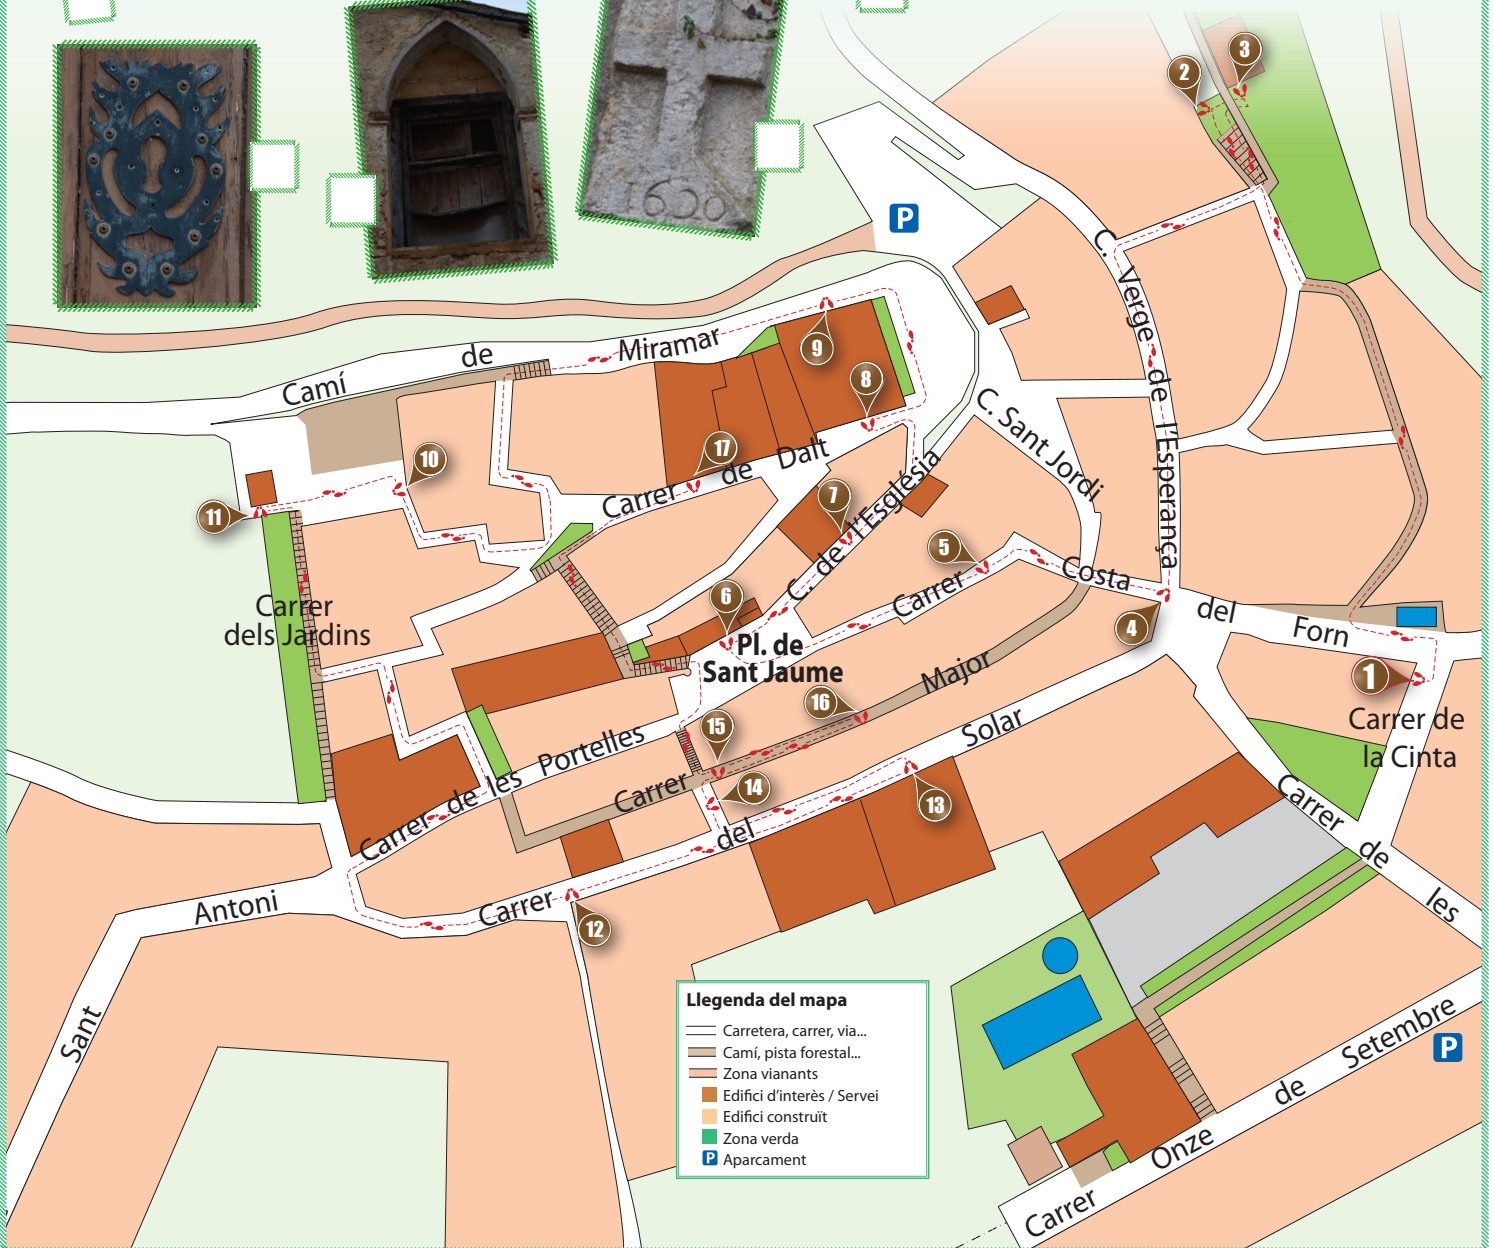 1600
2
3
P
C. Verge de l'Esperança
Camí de Miramar
9
8
C. Sant Jordi
17
Carrer de Dalt
10
11
7
C. de l'Església
5
Carrer
Costa del Forn
6
4
Carrer
dels Jardins
Pl. de
Sant Jaume
1
Carrer de
la Cinta
16
15
Carrer Major
14
13
Carrer de les Portelles
Carrer del Solar
12
Sant Antoni
Carrer de les
Llegenda del mapa
Carretera, carrer, via...
Camí, pista forestal...
Zona vianants
Edifici d'interès / Servei
Edifici construït
Zona verda
P Aparcament
P
Carrer Onze de Setembre